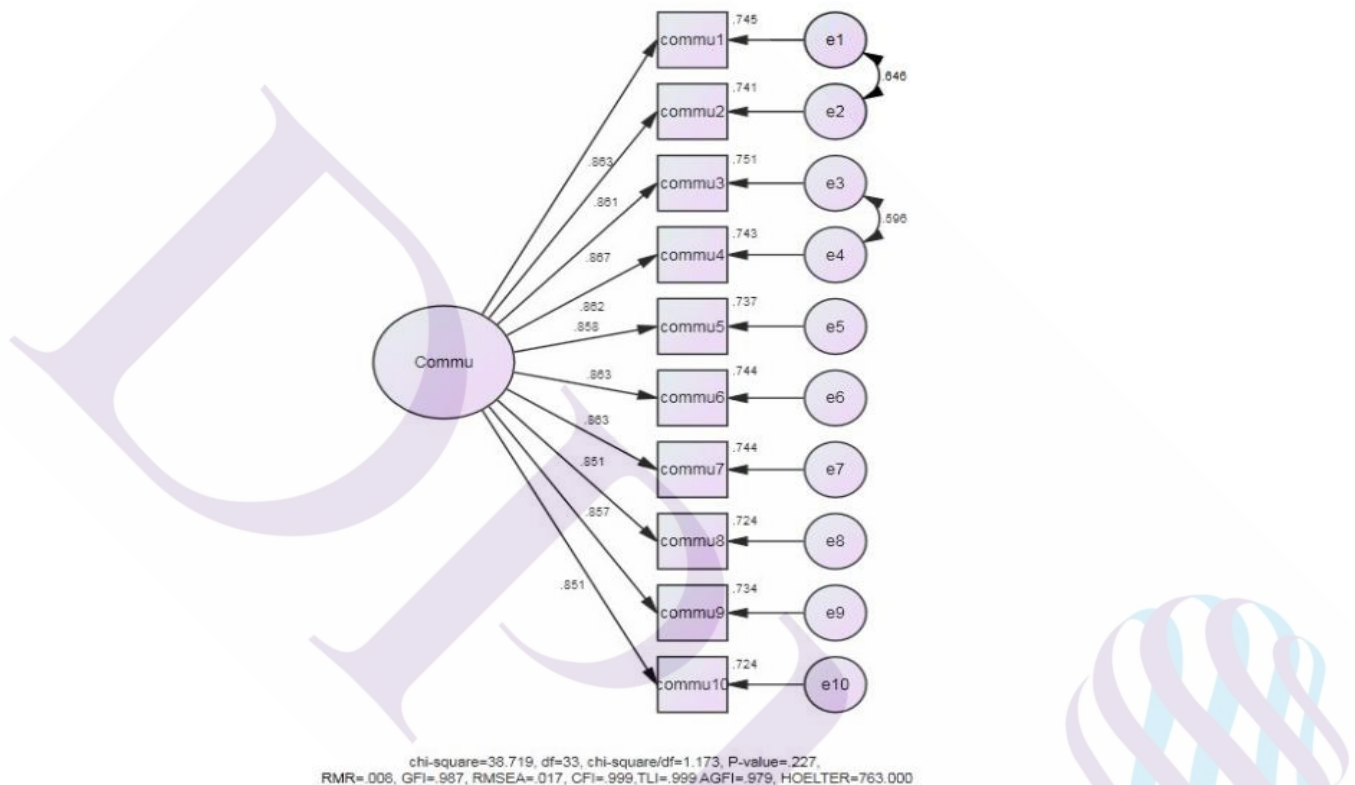 .745
commu1
e1
.646
.741
commu2
e2
.863
.751
commu3
e3
.861
.596
.743
commu4
e4
.867
.862
.737
commu5
e5
.858
Commu
.744
commu6
e6
.863
.744
commu7
e7
.863
.851
.724
commu8
e8
.857
.734
commu9
e9
.851
.724
commu10
e10
chi-square=38.719, df=33, chi-square/df=1.173, P-value=.227,
RMR=.008, GFI=.987, RMSEA=.017, CFI=.999,TLI=.999 AGFI=.979, HOELTER=763.000